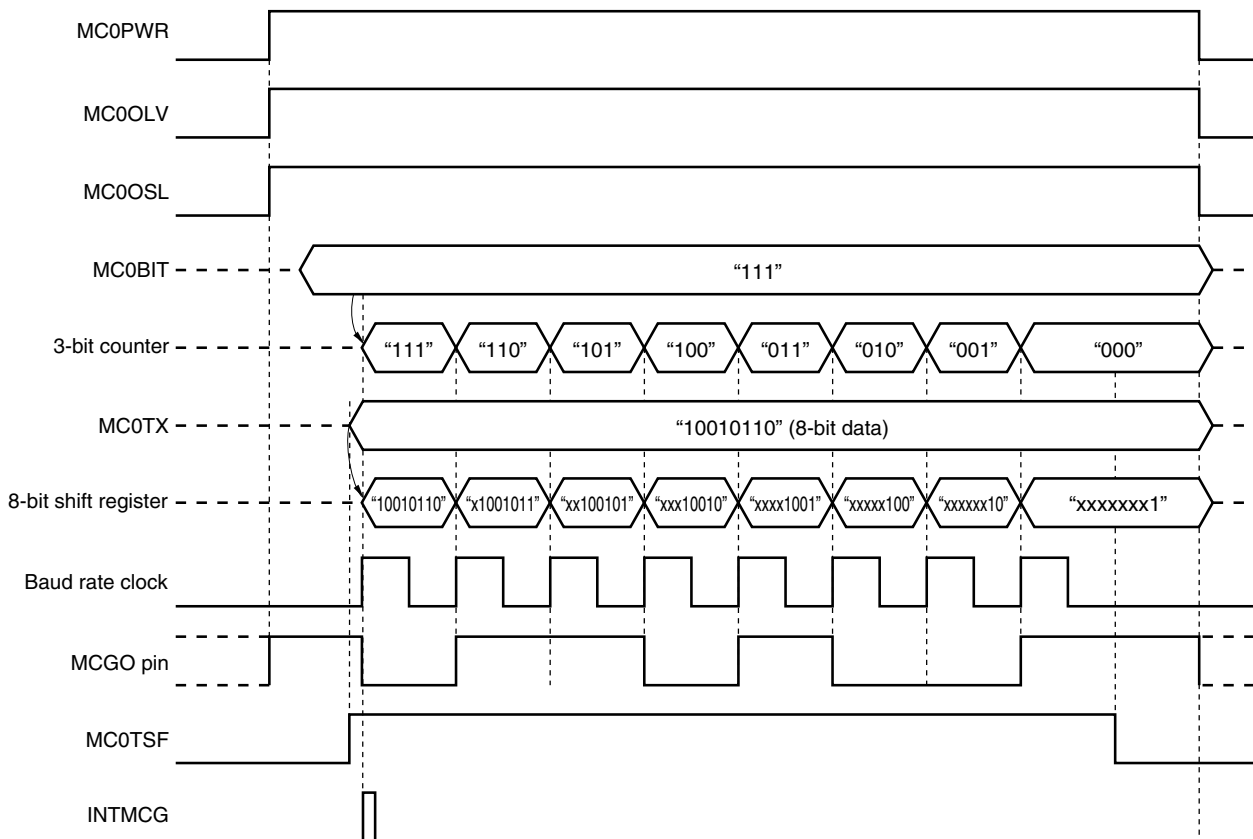 MC0PWR
MC0OLV
MC0OSL
MC0BIT
“111”
3-bit counter
“111” “110” “101” “100” “011” “010” “001” “000”
MC0TX
“10010110” (8-bit data)
8-bit shift register
“10010110” “x1001011” “xx100101” “xxx10010” “xxxx1001” “xxxxx100” “xxxxxx10” “xxxxxxx1”
Baud rate clock
MCGO pin
MC0TSF
INTMCG